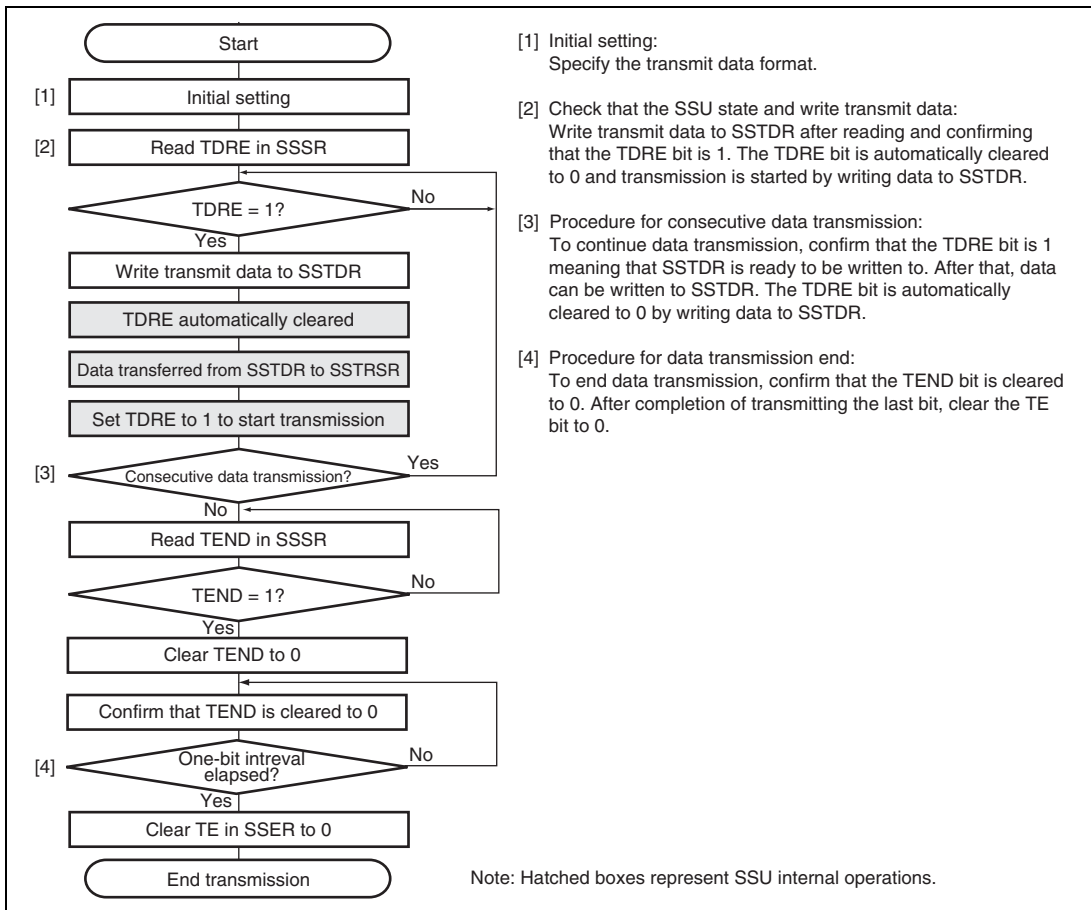 Start
[1] Initial setting
[2] Read TDRE in SSSR
TDRE = 1?
No
Yes
Write transmit data to SSTDR
TDRE automatically cleared
Data transferred from SSTDR to SSTRSR
Set TDRE to 1 to start transmission
[3] Consecutive data transmission?
Yes
No
Read TEND in SSSR
TEND = 1?
No
Yes
Clear TEND to 0
Confirm that TEND is cleared to 0
[4] One-bit intreval
elapsed?
No
Yes
Clear TE in SSER to 0
End transmission
[1] Initial setting:
Specify the transmit data format.
[2] Check that the SSU state and write transmit data:
Write transmit data to SSTDR after reading and confirming
that the TDRE bit is 1. The TDRE bit is automatically cleared
to 0 and transmission is started by writing data to SSTDR.
[3] Procedure for consecutive data transmission:
To continue data transmission, confirm that the TDRE bit is 1
meaning that SSTDR is ready to be written to. After that, data
can be written to SSTDR. The TDRE bit is automatically
cleared to 0 by writing data to SSTDR.
[4] Procedure for data transmission end:
To end data transmission, confirm that the TEND bit is cleared
to 0. After completion of transmitting the last bit, clear the TE
bit to 0.
Note: Hatched boxes represent SSU internal operations.